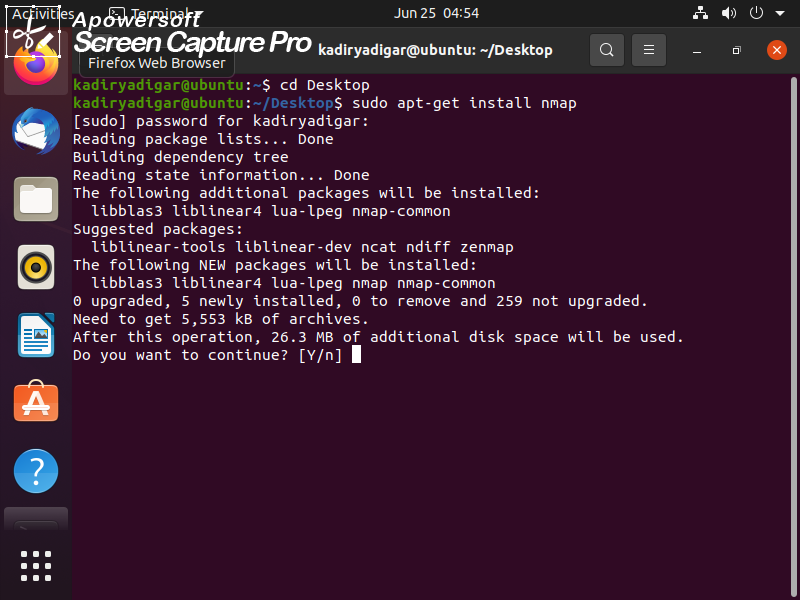 Activities
Terminal
Jun 25 04:54
Apowersoft
Screen Capture Pro
kadiryadigar@ubuntu: ~/Desktop
Firefox Web Browser
kadiryadigar@ubuntu:~$ cd Desktop
kadiryadigar@ubuntu:~/Desktop$ sudo apt-get install nmap
[sudo] password for kadiryadigar:
Reading package lists... Done
Building dependency tree
Reading state information... Done
The following additional packages will be installed:
  libblas3 liblinear4 lua-lpeg nmap-common
Suggested packages:
  liblinear-tools liblinear-dev ncat ndiff zenmap
The following NEW packages will be installed:
  libblas3 liblinear4 lua-lpeg nmap nmap-common
0 upgraded, 5 newly installed, 0 to remove and 259 not upgraded.
Need to get 5,553 kB of archives.
After this operation, 26.3 MB of additional disk space will be used.
Do you want to continue? [Y/n]